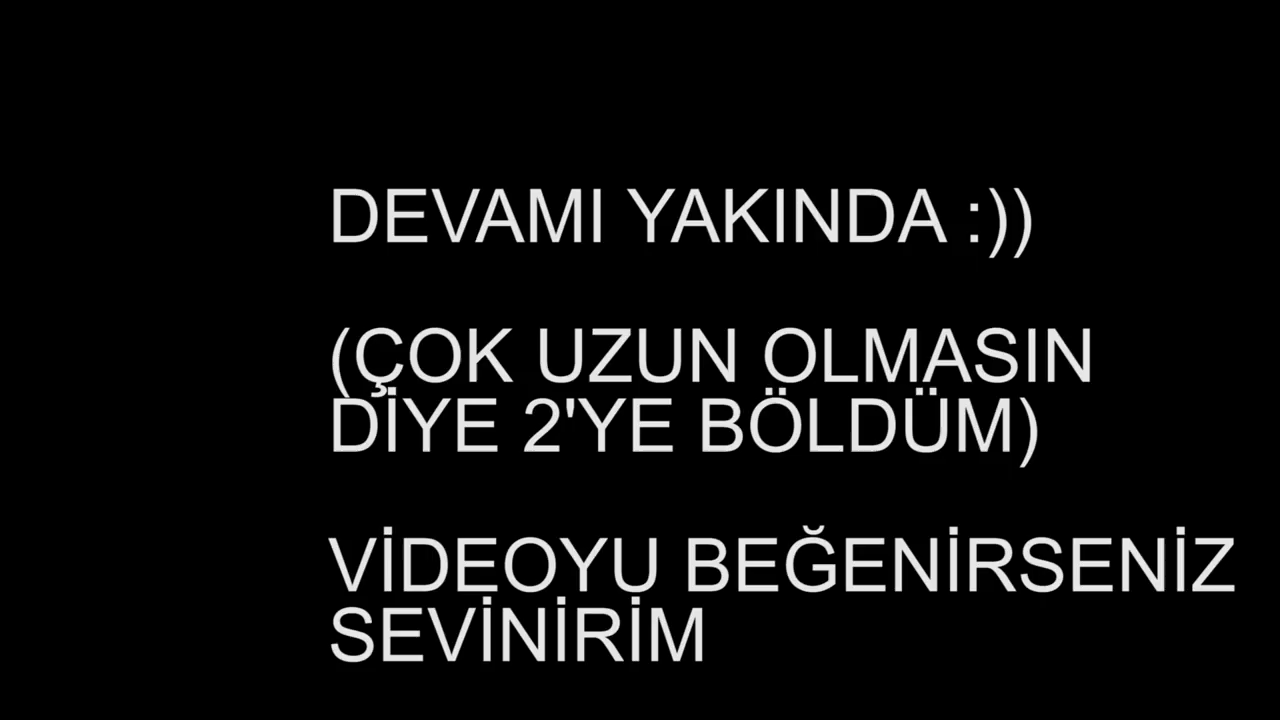 DEVAMI YAKINDA :))
(ÇOK UZUN OLMASIN
DİYE 2'YE BÖLDÜM)
VİDEOYU BEĞENİRSENİZ
SEVİNİRİM